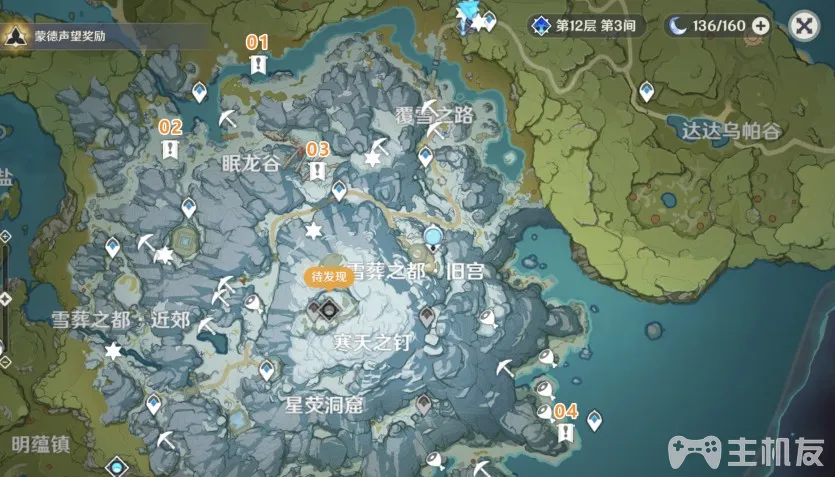 蒙德声望奖励
第12层 第3间
136/160
01
覆雪之路
02
达达乌帕谷
03
眠龙谷
盐
待发现
雪葬之都·旧宫
雪葬之都·近郊
寒天之钉
星荧洞窟
04
明蕴镇
主机友